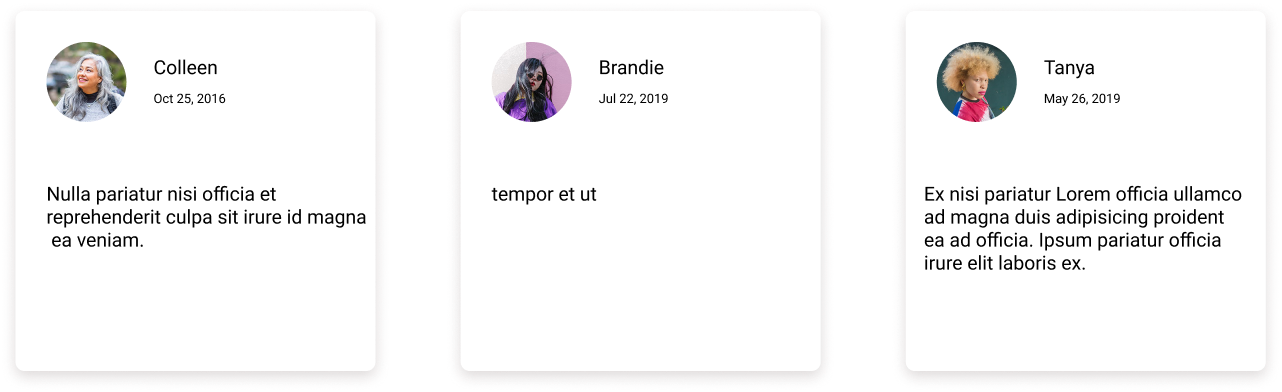 Colleen
Oct 25, 2016
Nulla pariatur nisi officia et
reprehenderit culpa sit irure id magna
ea veniam.
Brandie
Jul 22, 2019
tempor et ut
Tanya
May 26, 2019
Ex nisi pariatur Lorem officia ullamco
ad magna duis adipisicing proident
ea ad officia. Ipsum pariatur officia
irure elit laboris ex.